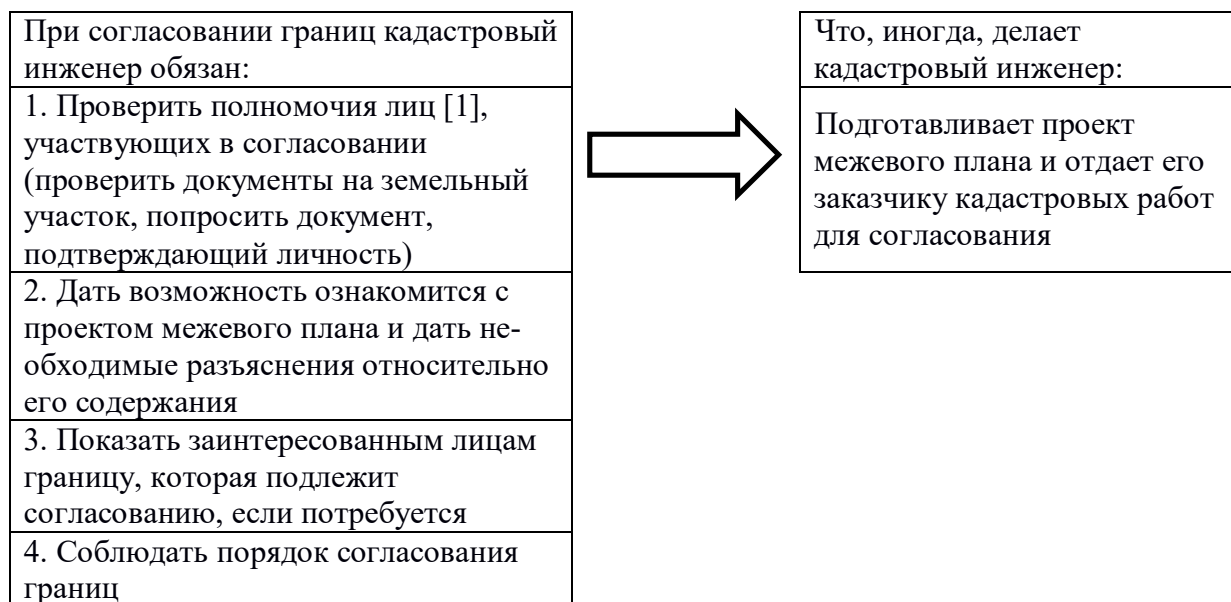 При согласовании границ кадастровый
инженер обязан:
1. Проверить полномочия лиц [1],
участвующих в согласовании
(проверить документы на земельный
участок, попросить документ,
подтверждающий личность)
2. Дать возможность ознакомится с
проектом межевого плана и дать не-
обходимые разъяснения относительно
его содержания
3. Показать заинтересованным лицам
границу, которая подлежит
согласованию, если потребуется
4. Соблюдать порядок согласования
границ
Что, иногда, делает
кадастровый инженер:
Подготавливает проект
межевого плана и отдает его
заказчику кадастровых работ
для согласования